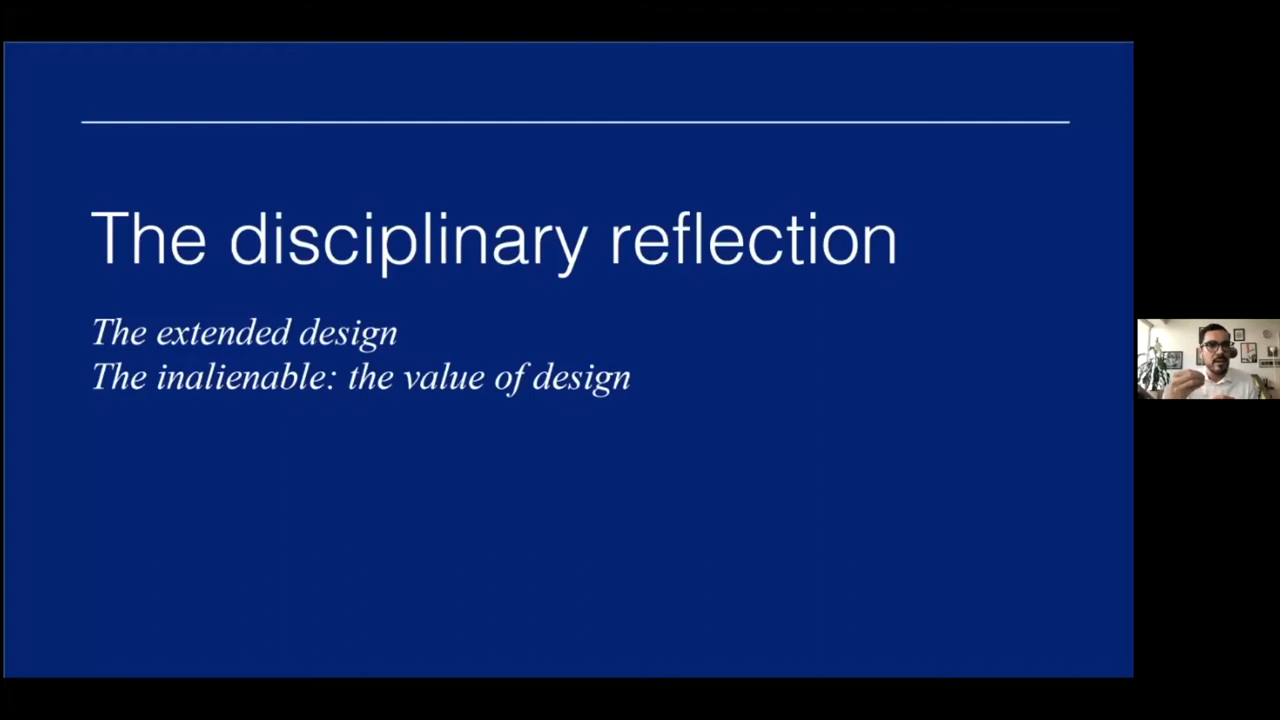 The disciplinary reflection
The extended design
The inalienable: the value of design